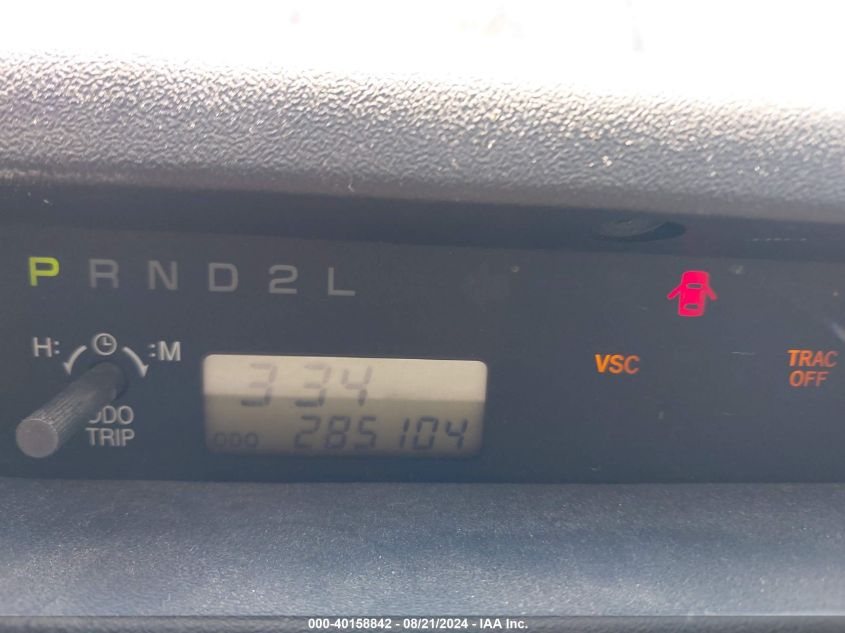 P R N D 2 L
H: :M
VSC
TRAC
OFF
3 34
ODO
TRIP
ODO 285104
000-40158842 / 08/21/2024 - IAA Inc.